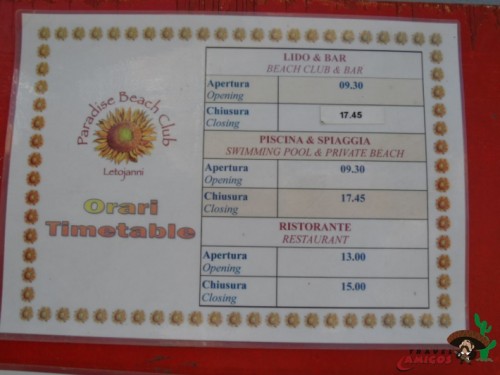 Paradise Beach Club
Letojanni
Orari
Timetable
LIDO & BAR
BEACH CLUB & BAR
Apertura 09.30
Opening
Chiusura 17.45
Closing
PISCINA & SPIAGGIA
SWIMMING POOL & PRIVATE BEACH
Apertura 09.30
Opening
Chiusura 17.45
Closing
RISTORANTE
RESTAURANT
Apertura 13.00
Opening
Chiusura 15.00
Closing
TRAVEL
AMIGOS